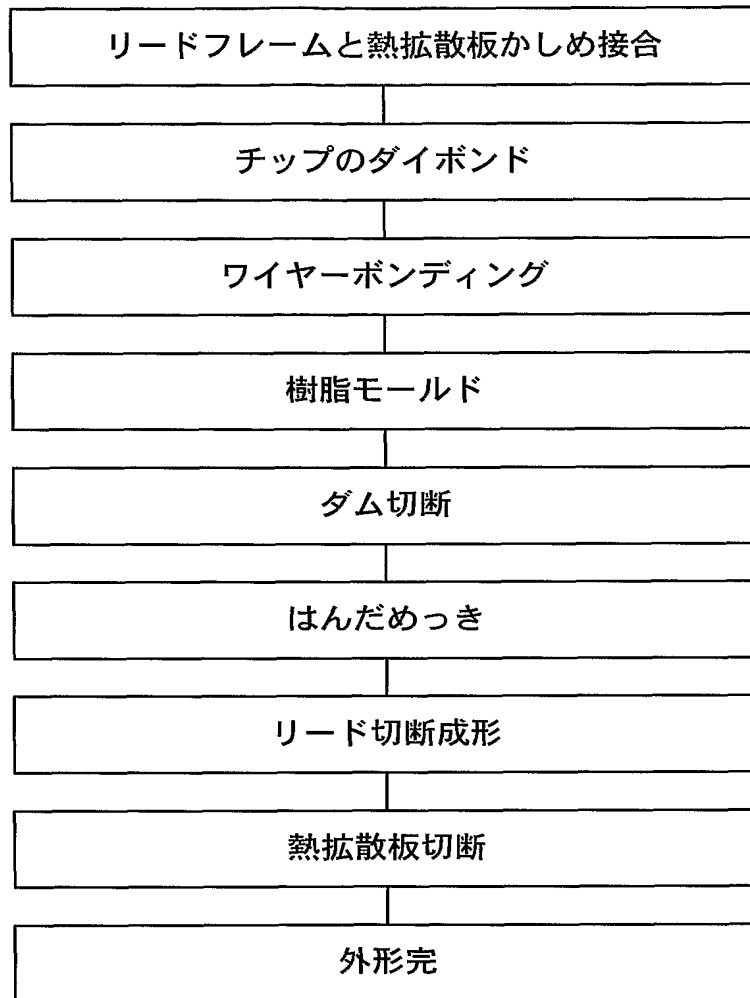 リードフレームと熱拡散板かしめ接合
チップのダイボンド
ワイヤーボンディング
樹脂モールド
ダム切断
はんだめっき
リード切断成形
熱拡散板切断
外形完